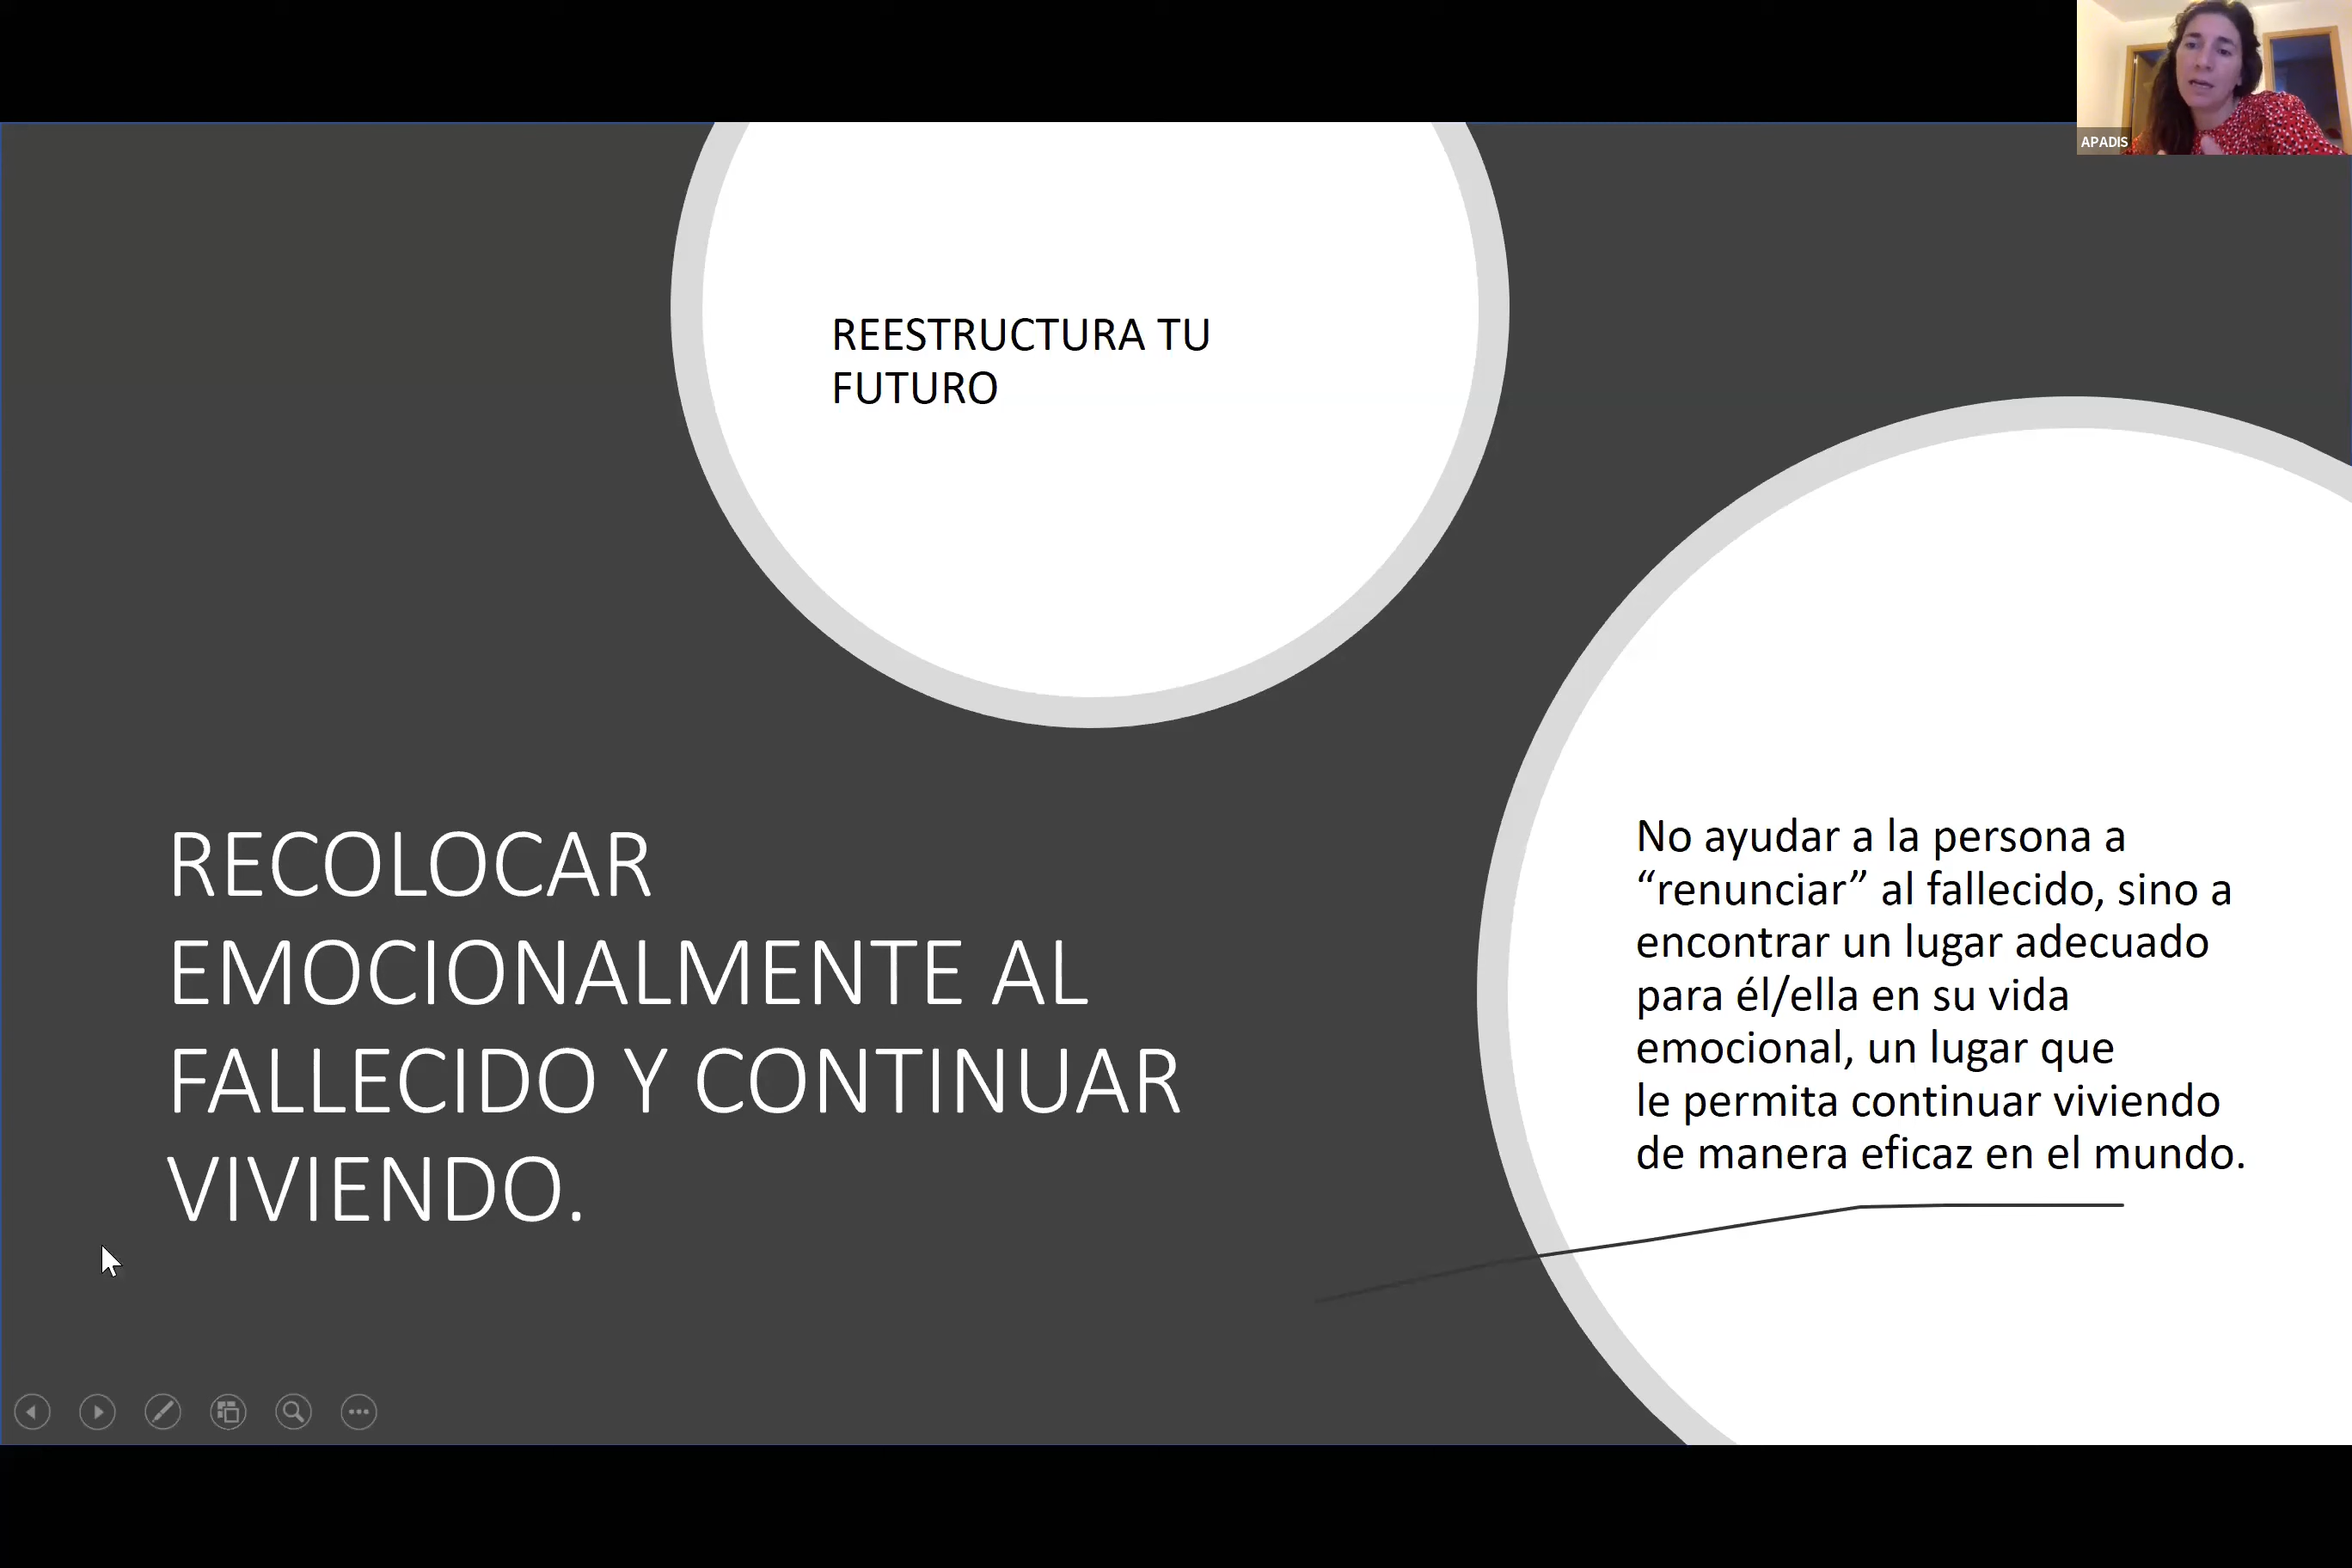 APADIS
REESTRUCTURA TU
FUTURO
RECOLOCAR
EMOCIONALMENTE AL
FALLECIDO Y CONTINUAR
VIVIENDO.
No ayudar a la persona a
“renunciar” al fallecido, sino a
encontrar un lugar adecuado
para él/ella en su vida
emocional, un lugar que
le permita continuar viviendo
de manera eficaz en el mundo.